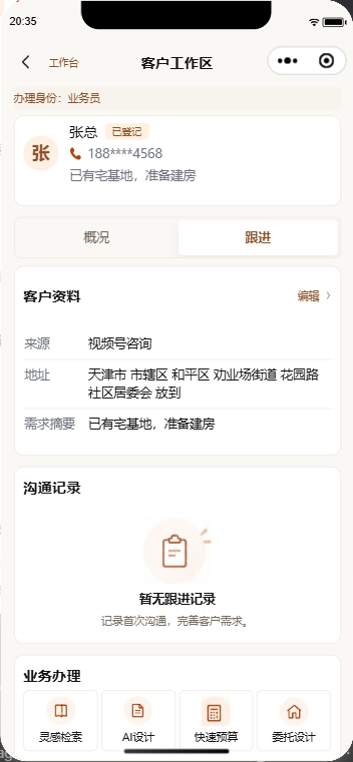 20:35
工作台
客户工作区
办理身份：业务员
张
张总 已登记
188****4568
已有宅基地，准备建房
概况
跟进
客户资料
编辑
来源 视频号咨询
地址 天津市 市辖区 和平区 劝业场街道 花园路
社区居委会 放到
需求摘要 已有宅基地，准备建房
沟通记录
暂无跟进记录
记录首次沟通，完善客户需求。
业务办理
灵感检索
AI设计
快速预算
委托设计